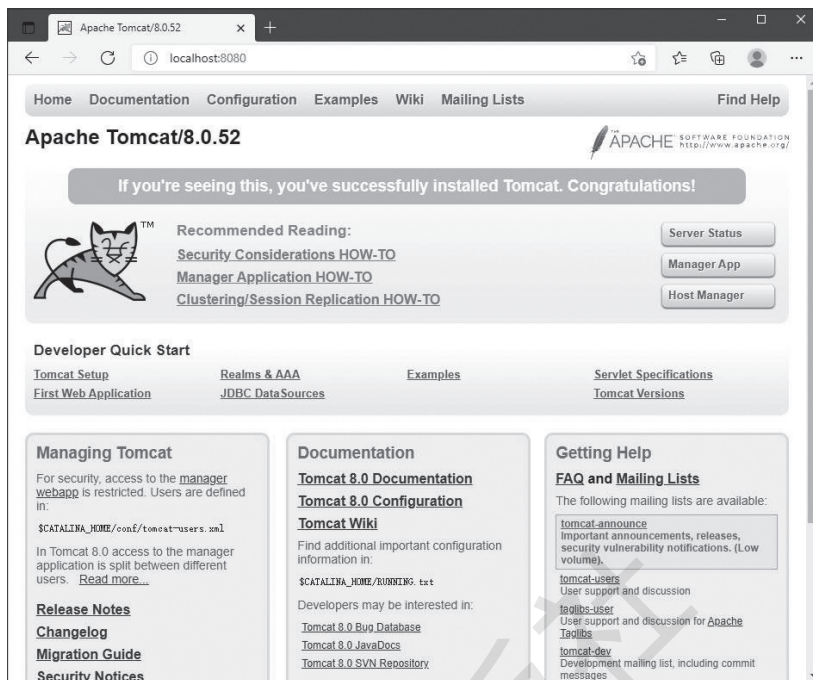 Apache Tomcat/8.0.52
localhost:8080
Home Documentation Configuration Examples Wiki Mailing Lists Find Help
Apache Tomcat/8.0.52
THE APACHE SOFTWARE FOUNDATION
http://www.apache.org/
If you're seeing this, you've successfully installed Tomcat. Congratulations!
TM
Recommended Reading:
Security Considerations HOW-TO
Manager Application HOW-TO
Clustering/Session Replication HOW-TO
Server Status
Manager App
Host Manager
Developer Quick Start
Tomcat Setup
First Web Application
Realms & AAA
JDBC DataSources
Examples
Servlet Specifications
Tomcat Versions
Managing Tomcat
For security, access to the manager
webapp is restricted. Users are defined
in:
$CATALINA_HOME/conf/tomcat-users.xml
In Tomcat 8.0 access to the manager
application is split between different
users. Read more...
Release Notes
Changelog
Migration Guide
Security Notices
Documentation
Tomcat 8.0 Documentation
Tomcat 8.0 Configuration
Tomcat Wiki
Find additional important configuration
information in:
$CATALINA_HOME/RUNNING.txt
Developers may be interested in:
Tomcat 8.0 Bug Database
Tomcat 8.0 JavaDocs
Tomcat 8.0 SVN Repository
Getting Help
FAQ and Mailing Lists
The following mailing lists are available:
tomcat-announce
Important announcements, releases,
security vulnerability notifications. (Low
volume).
tomcat-users
User support and discussion
taglibs-user
User support and discussion for Apache
Taglibs
tomcat-dev
Development mailing list, including commit
messages